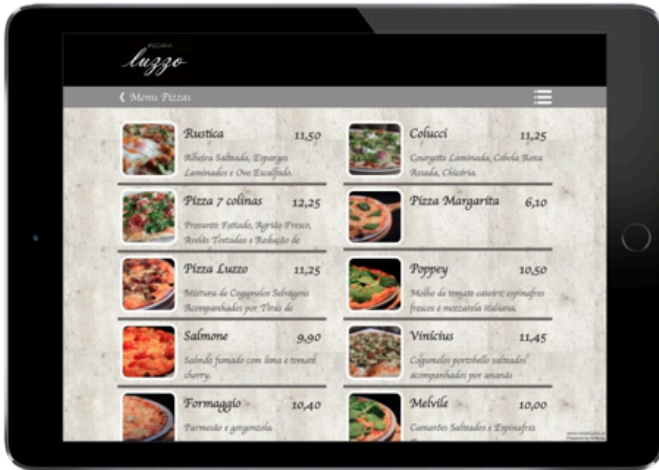 PIZZARIA
luzzo
Menu Pizzas
Rustica 11,50
Ribeira Salteada, Espargos
Laminados e Ovo Escalfado.
Colucci 11,25
Courgette Laminada, Cebola Roxa
Assada, Chicória.
Pizza 7 colinas 12,25
Presunto Fatiado, Agrião Fresco,
Avelãs Tostadas e Redução de
Pizza Margarita 6,10
Pizza Luzzo 11,25
Mistura de Cogumelos Selvagens
Acompanhados por Tiras de
Poppey 10,50
Molho de tomate caseiro, espinafres
frescos e mozzarela italiana.
Salmone 9,90
Salmão fumado com lima e tomate
cherry.
Vinícius 11,45
Cogumelos portobello salteados
acompanhados por ananás
Formaggio 10,40
Parmesão e gorgonzola.
Melvile 10,00
Camarões Salteados e Espinafres